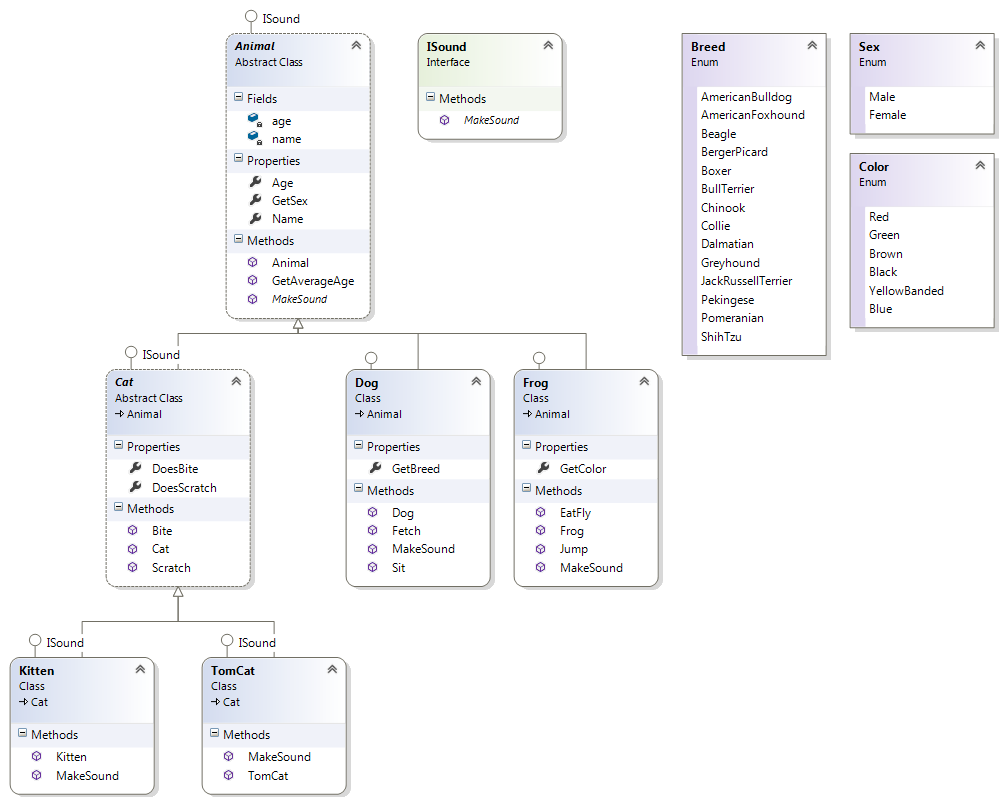 ISound
Animal
Abstract Class
Fields
age
name
Properties
Age
GetSex
Name
Methods
Animal
GetAverageAge
MakeSound
ISound
Interface
Methods
MakeSound
Breed
Enum
AmericanBulldog
AmericanFoxhound
Beagle
BergerPicard
Boxer
BullTerrier
Chinook
Collie
Dalmatian
Greyhound
JackRussellTerrier
Pekingese
Pomeranian
ShihTzu
Sex
Enum
Male
Female
Color
Enum
Red
Green
Brown
Black
YellowBanded
Blue
ISound
Cat
Abstract Class
Animal
Properties
DoesBite
DoesScratch
Methods
Bite
Cat
Scratch
Dog
Class
Animal
Properties
GetBreed
Methods
Dog
Fetch
MakeSound
Sit
Frog
Class
Animal
Properties
GetColor
Methods
EatFly
Frog
Jump
MakeSound
ISound
Kitten
Class
Cat
Methods
Kitten
MakeSound
ISound
TomCat
Class
Cat
Methods
MakeSound
TomCat